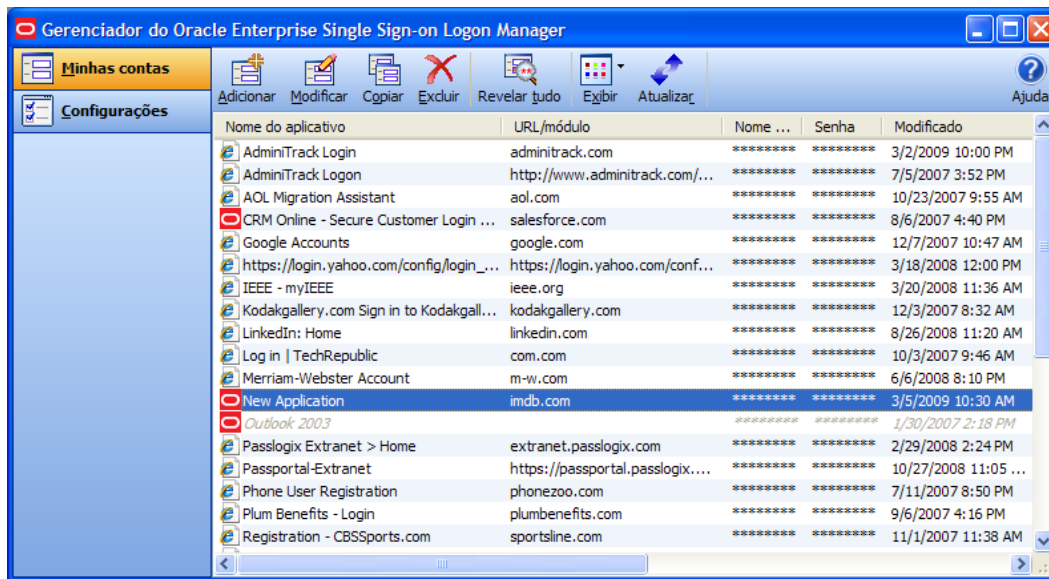 Gerenciador do Oracle Enterprise Single Sign-on Logon Manager
Minhas contas
Configurações
Adicionar Modificar Copiar Excluir Revelar tudo Exibir Atualizar Ajuda
Nome do aplicativo URL/módulo Nome ... Senha Modificado
AdminiTrack Login adminitrack.com ******** ******** 3/2/2009 10:00 PM
AdminiTrack Logon http://www.adminitrack.com/... ******** ******** 7/5/2007 3:52 PM
AOL Migration Assistant aol.com ******** ******** 10/23/2007 9:55 AM
CRM Online - Secure Customer Login ... salesforce.com ******** ******** 8/6/2007 4:40 PM
Google Accounts google.com ******** ******** 12/7/2007 10:47 AM
https://login.yahoo.com/config/login_... https://login.yahoo.com/conf... ******** ******** 3/18/2008 12:00 PM
IEEE - myIEEE ieee.org ******** ******** 3/20/2008 11:36 AM
Kodakgallery.com Sign in to Kodakgall... kodakgallery.com ******** ******** 12/3/2007 8:32 AM
LinkedIn: Home linkedin.com ******** ******** 8/26/2008 11:20 AM
Log in | TechRepublic com.com ******** ******** 10/3/2007 9:46 AM
Merriam-Webster Account m-w.com ******** ******** 6/6/2008 8:10 PM
New Application imdb.com ******** ******** 3/5/2009 10:30 AM
Outlook 2003 ******** ******** 1/30/2007 2:18 PM
Passlogix Extranet > Home extranet.passlogix.com ******** ******** 2/29/2008 2:24 PM
Passportal-Extranet https://passportal.passlogix.... ******** ******** 10/27/2008 11:05 ...
Phone User Registration phonezoo.com ******** ******** 7/11/2007 8:50 PM
Plum Benefits - Login plumbenefits.com ******** ******** 9/6/2007 4:16 PM
Registration - CBSSports.com sportsline.com ******** ******** 11/1/2007 11:38 AM